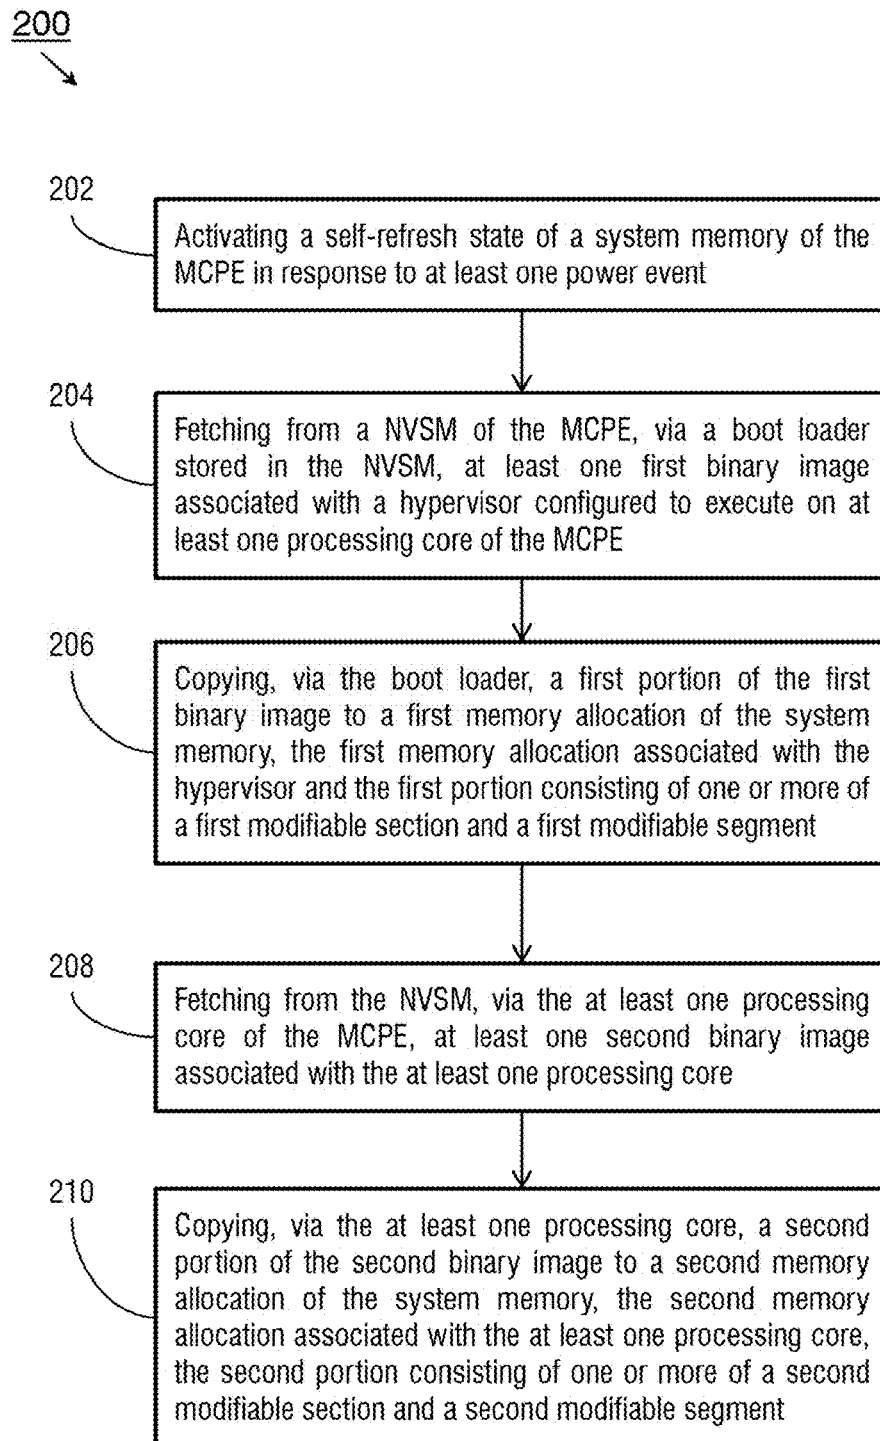 200
202
Activating a self-refresh state of a system memory of the
MCPE in response to at least one power event
204
Fetching from a NVSM of the MCPE, via a boot loader
stored in the NVSM, at least one first binary image
associated with a hypervisor configured to execute on at
least one processing core of the MCPE
206
Copying, via the boot loader, a first portion of the first
binary image to a first memory allocation of the system
memory, the first memory allocation associated with the
hypervisor and the first portion consisting of one or more of
a first modifiable section and a first modifiable segment
208
Fetching from the NVSM, via the at least one processing
core of the MCPE, at least one second binary image
associated with the at least one processing core
210
Copying, via the at least one processing core, a second
portion of the second binary image to a second memory
allocation of the system memory, the second memory
allocation associated with the at least one processing core,
the second portion consisting of one or more of a second
modifiable section and a second modifiable segment